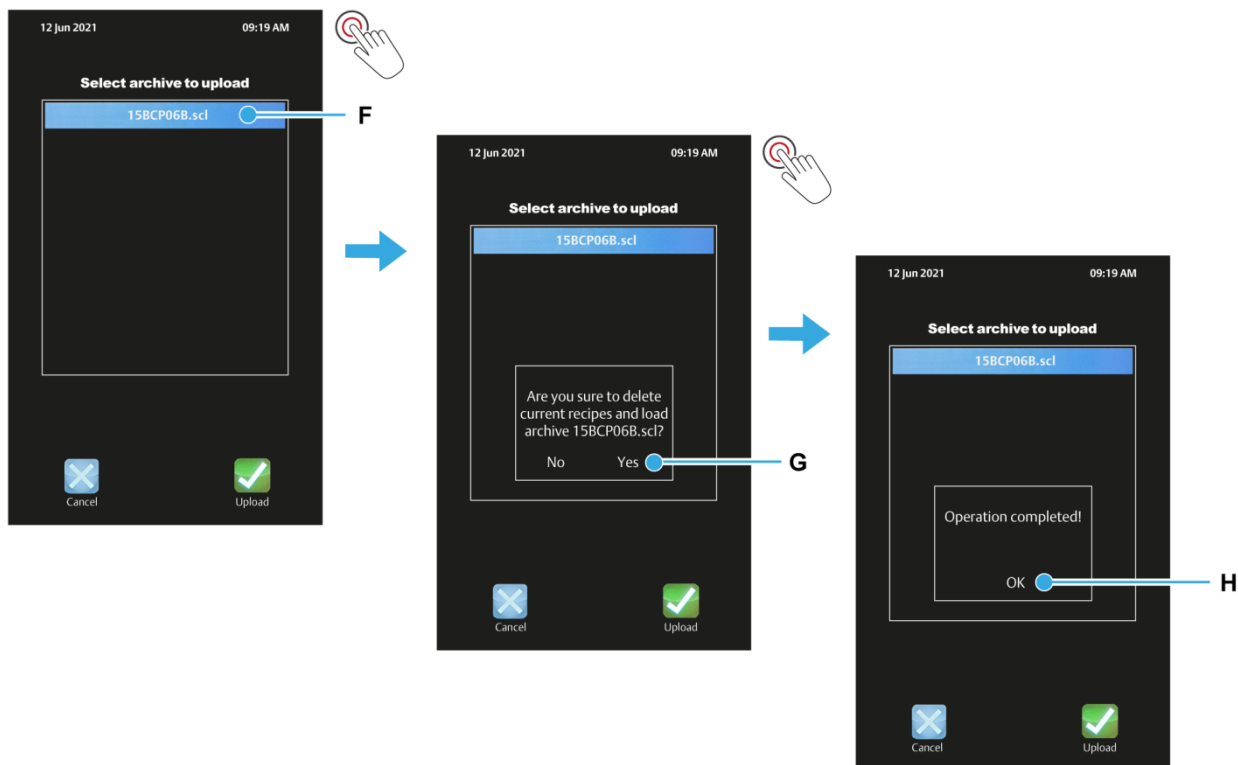 12 Jun 2021 09:19 AM
Select archive to upload
15BCP06B.scl
F
Cancel Upload
12 Jun 2021 09:19 AM
Select archive to upload
15BCP06B.scl
Are you sure to delete
current recipes and load
archive 15BCP06B.scl?
No Yes
G
Cancel Upload
12 Jun 2021 09:19 AM
Select archive to upload
15BCP06B.scl
Operation completed!
OK
H
Cancel Upload